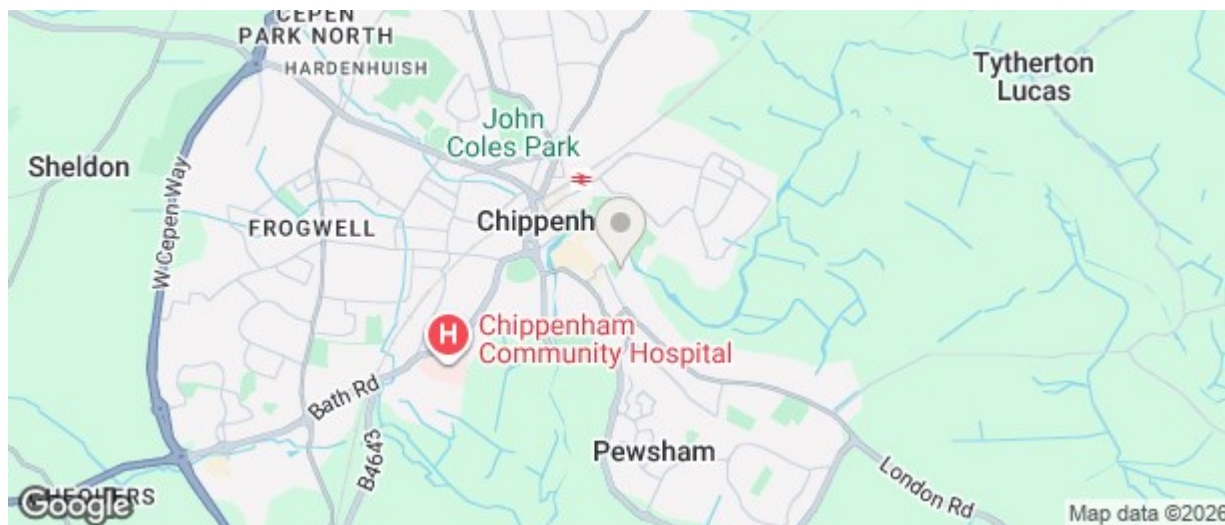 CEPEN
PARK NORTH
HARDENHUISH
Tytherton
Lucas
John
Coles Park
Sheldon
W Cepen Way
FROGWELL
Chippenh
H
Chippenham
Community Hospital
Bath Rd
B4643
Pewsham
London Rd
Google
Map data ©2026